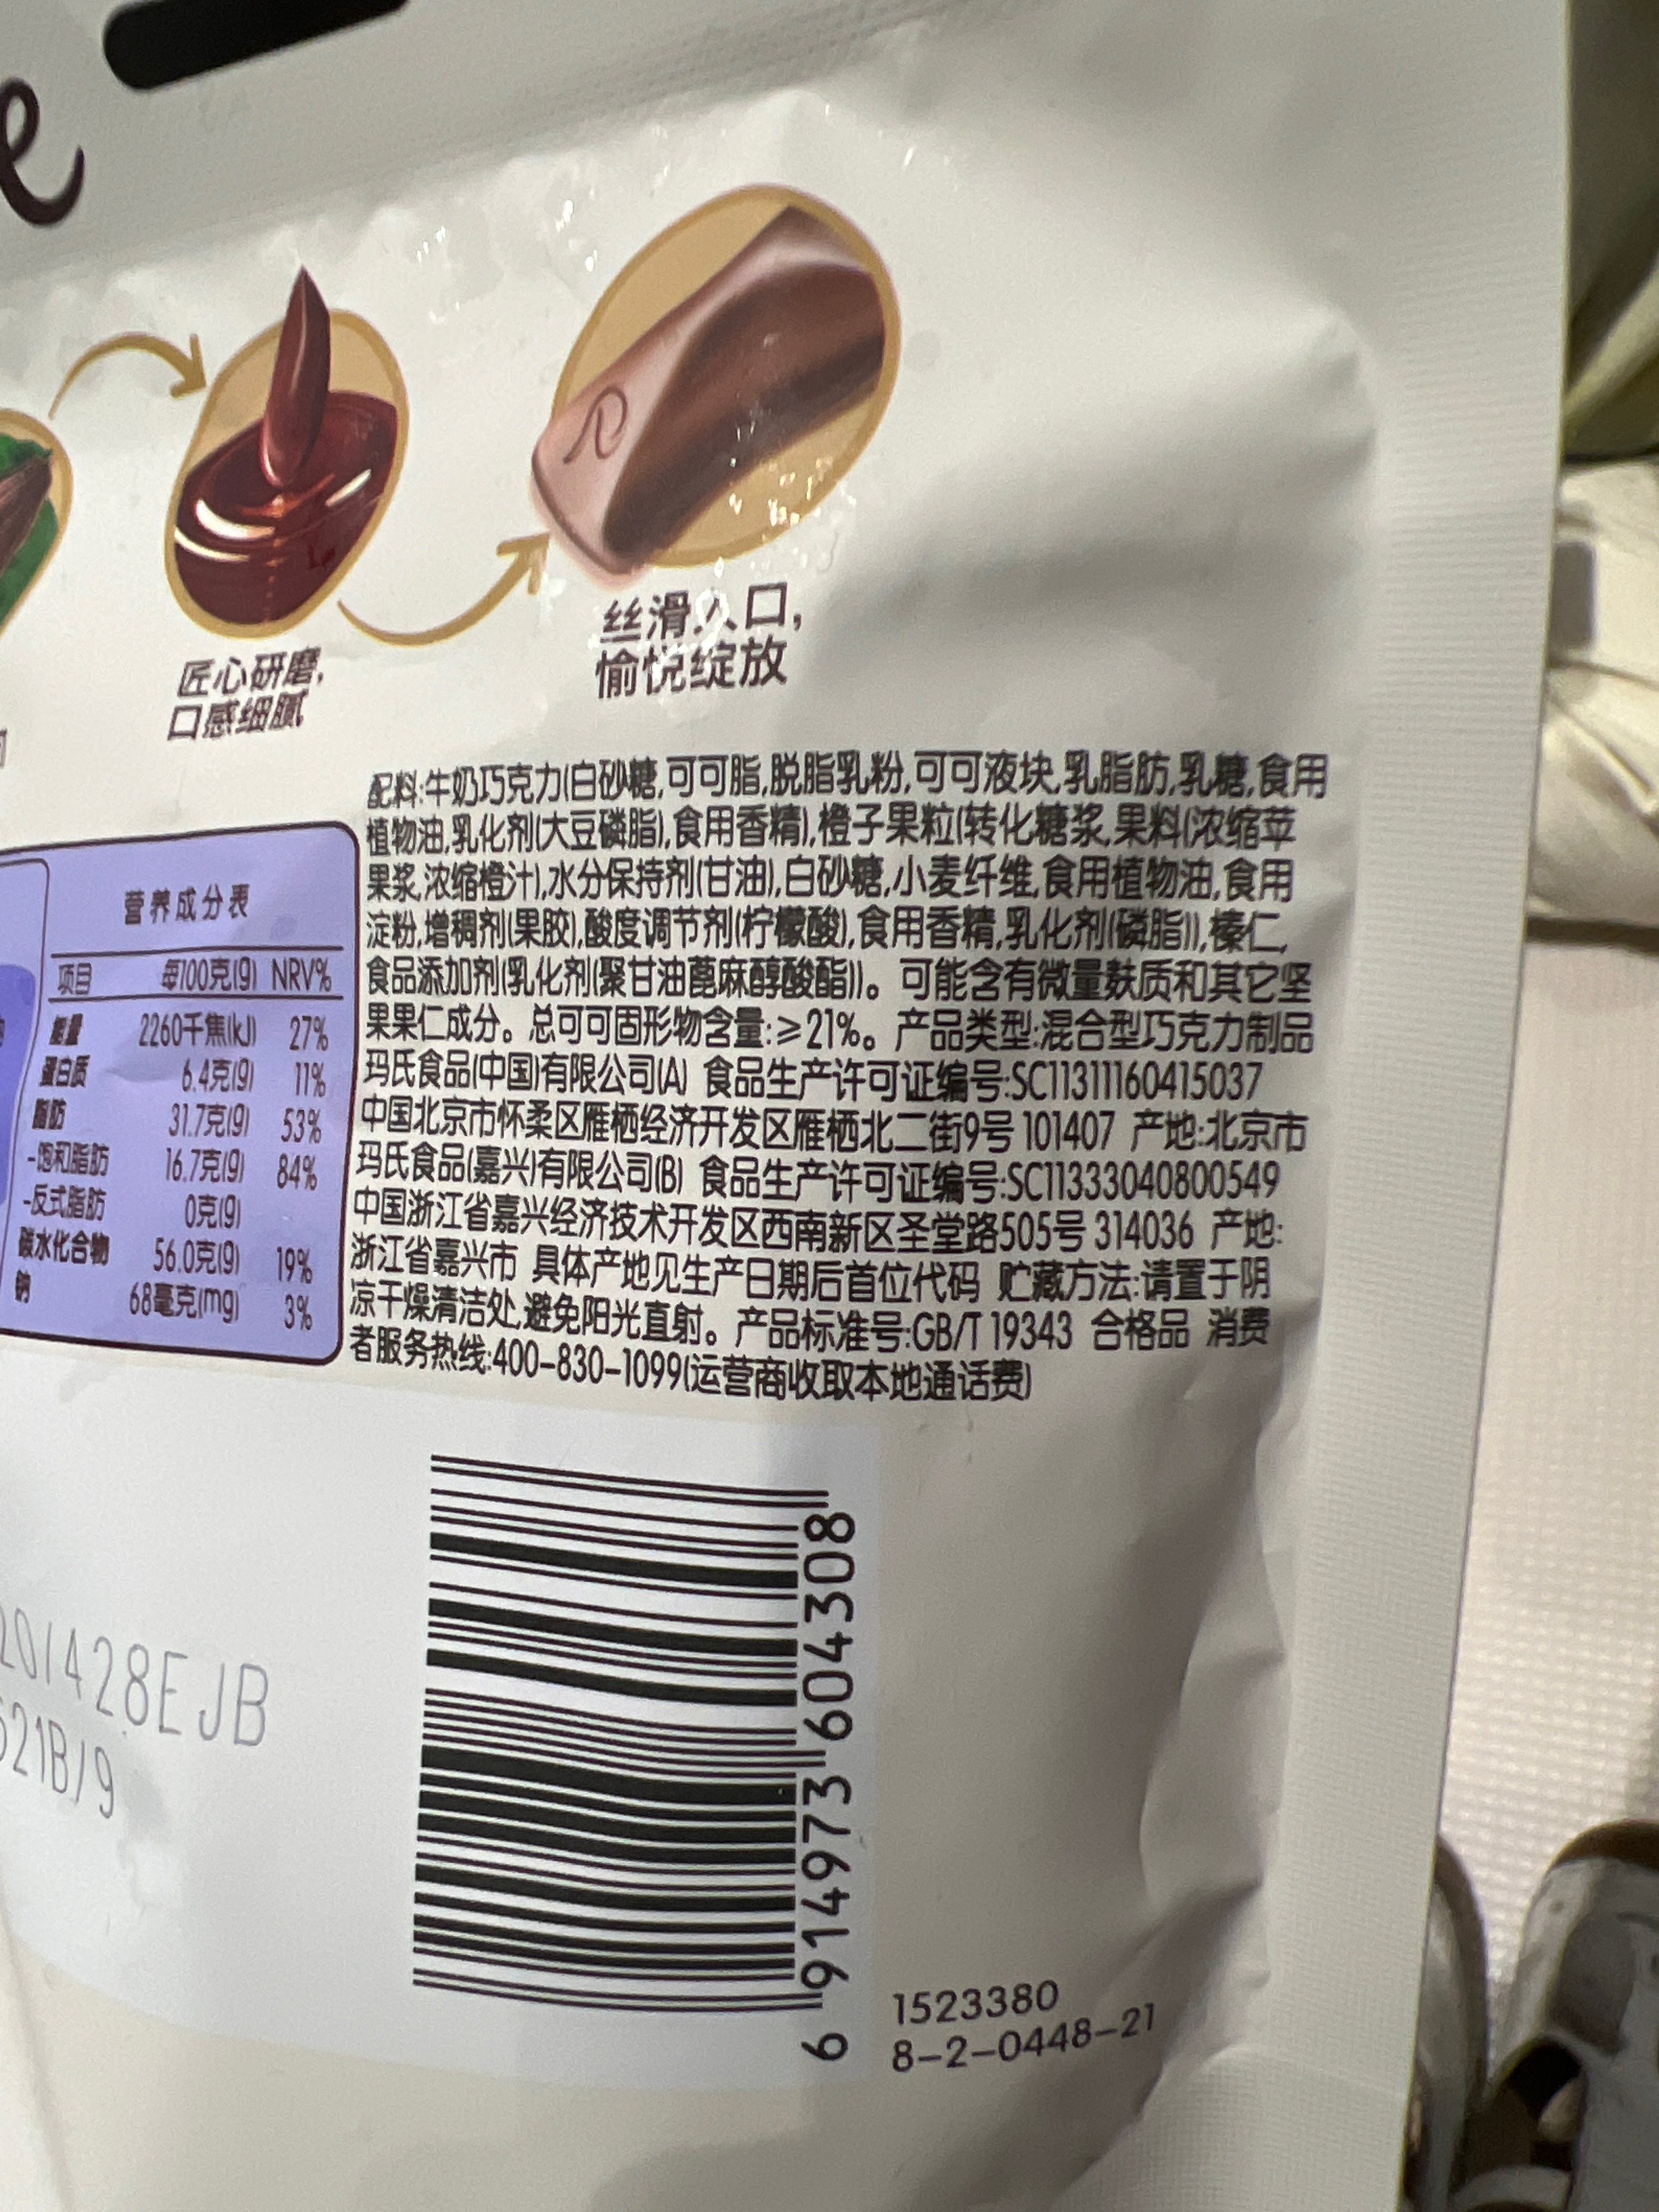 e
匠心研磨,
口感细腻
丝滑入口,
愉悦绽放
营养成分表
项目 每100克(g) NRV%
能量 2260千焦(kJ) 27%
蛋白质 6.4克(g) 11%
脂肪 31.7克(g) 53%
-饱和脂肪 16.7克(g) 84%
-反式脂肪 0克(g)
碳水化合物 56.0克(g) 19%
钠 68毫克(mg) 3%
配料:牛奶巧克力(白砂糖,可可脂,脱脂乳粉,可可液块,乳脂肪,乳糖,食用
植物油,乳化剂(大豆磷脂),食用香精),橙子果粒(转化糖浆,果料(浓缩苹
果浆,浓缩橙汁),水分保持剂(甘油),白砂糖,小麦纤维,食用植物油,食用
淀粉,增稠剂(果胶),酸度调节剂(柠檬酸),食用香精,乳化剂(磷脂)),榛仁,
食品添加剂(乳化剂(聚甘油蓖麻醇酸酯))。可能含有微量麸质和其它坚
果果仁成分。总可可固形物含量:≥21%。产品类型:混合型巧克力制品
玛氏食品(中国)有限公司(A) 食品生产许可证编号:SC11311160415037
中国北京市怀柔区雁栖经济开发区雁栖北二街9号 101407 产地:北京市
玛氏食品(嘉兴)有限公司(B) 食品生产许可证编号:SC11333040800549
中国浙江省嘉兴经济技术开发区西南新区圣堂路505号 314036 产地:
浙江省嘉兴市 具体产地见生产日期后首位代码 贮藏方法:请置于阴
凉干燥清洁处,避免阳光直射。产品标准号:GB/T 19343 合格品 消费
者服务热线:400-830-1099(运营商收取本地通话费)
201428EJB
621B/9
6 914973 604308
1523380
8-2-0448-21